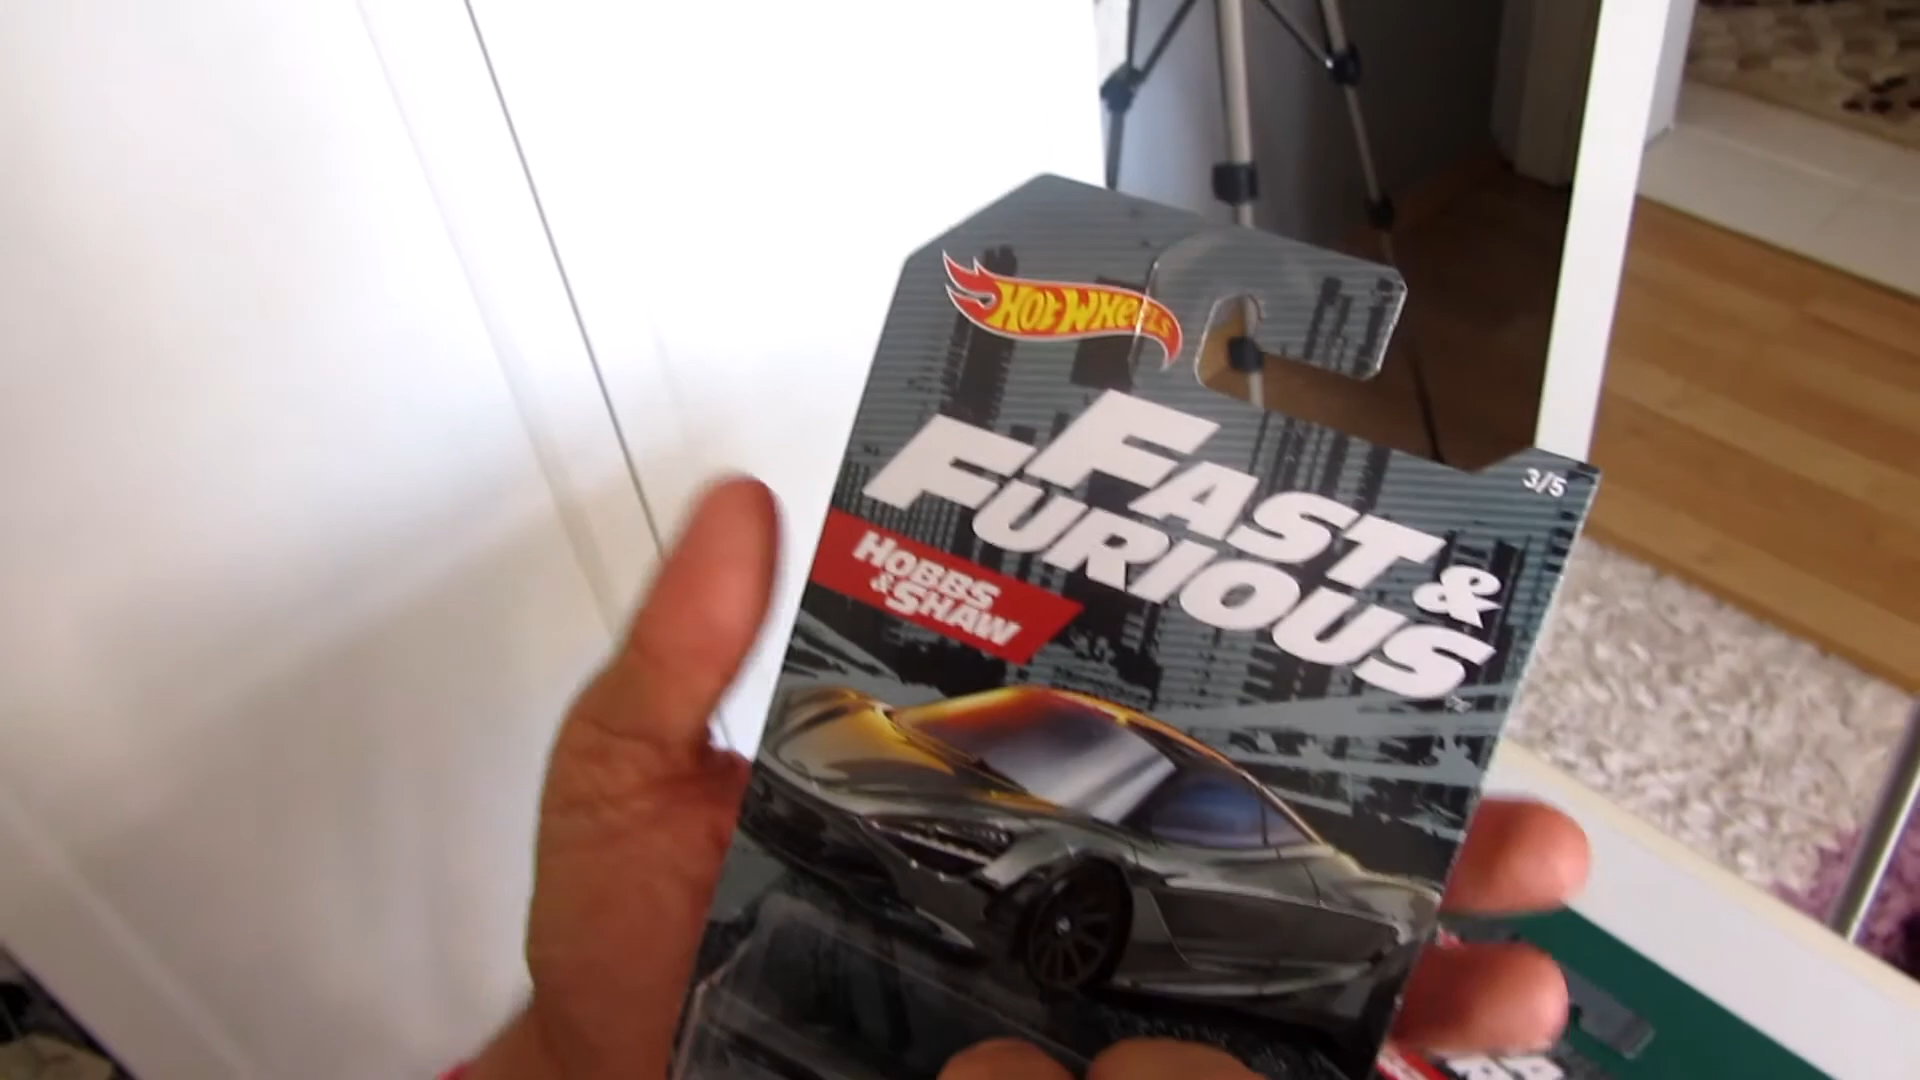 Hot Wheels
3/5
FAST &
FURIOUS
HOBBS
& SHAW